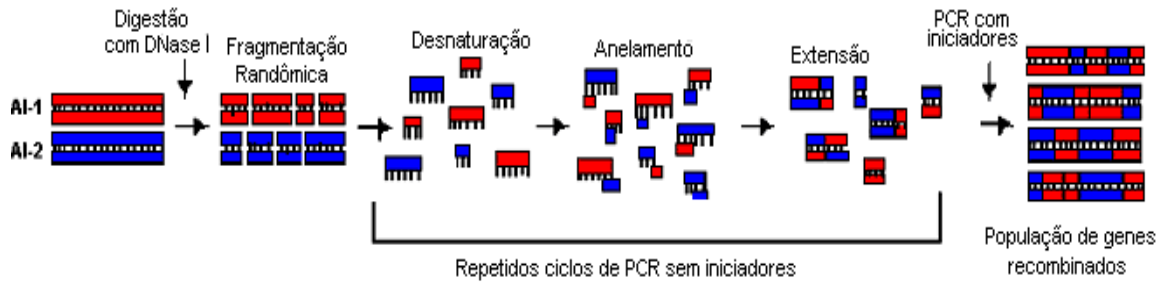 Digestão
com DNase I
Fragmentação
Randômica
Desnaturação
Anelamento
Extensão
PCR com
iniciadores
AI-1
AI-2
Repetidos ciclos de PCR sem iniciadores
População de genes
recombinados